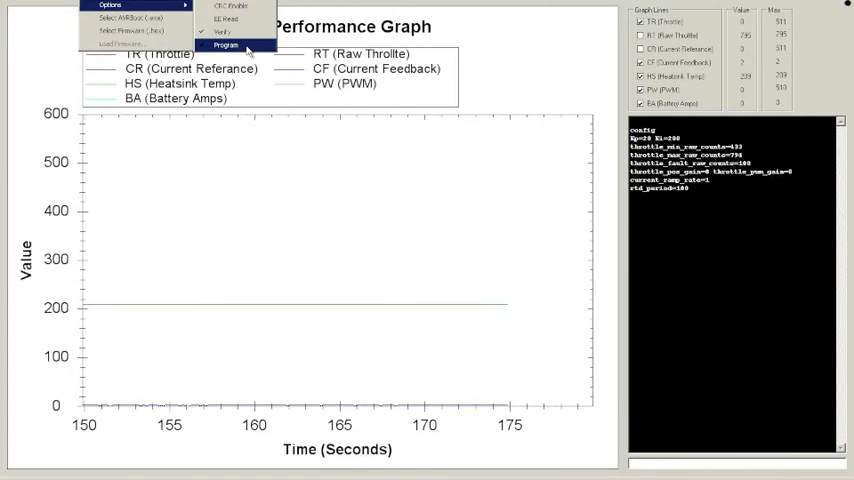 Options
CRC Enable
Select AVRBoot (.exe)
EE Read
Select Firmware (.hex)
Verify
Load Firmware...
Program
Performance Graph
TR (Throttle)
RT (Raw Throllte)
CR (Current Referance)
CF (Current Feedback)
HS (Heatsink Temp)
PW (PWM)
BA (Battery Amps)
600
500
400
300
200
100
0
Value
150 155 160 165 170 175
Time (Seconds)
Graph Lines Value Max
TR (Throttle) 0 511
RT (Raw Throllte) 795 795
CR (Current Referance) 0 511
CF (Current Feedback) 2 2
HS (Heatsink Temp) 209 209
PW (PWM) 0 510
BA (Battery Amps) 0 0
config
Kp=20 Ki=200
throttle_min_raw_counts=433
throttle_max_raw_counts=794
throttle_fault_raw_counts=100
throttle_pos_gain=8 throttle_pwm_gain=8
current_ramp_rate=1
rtd_period=100